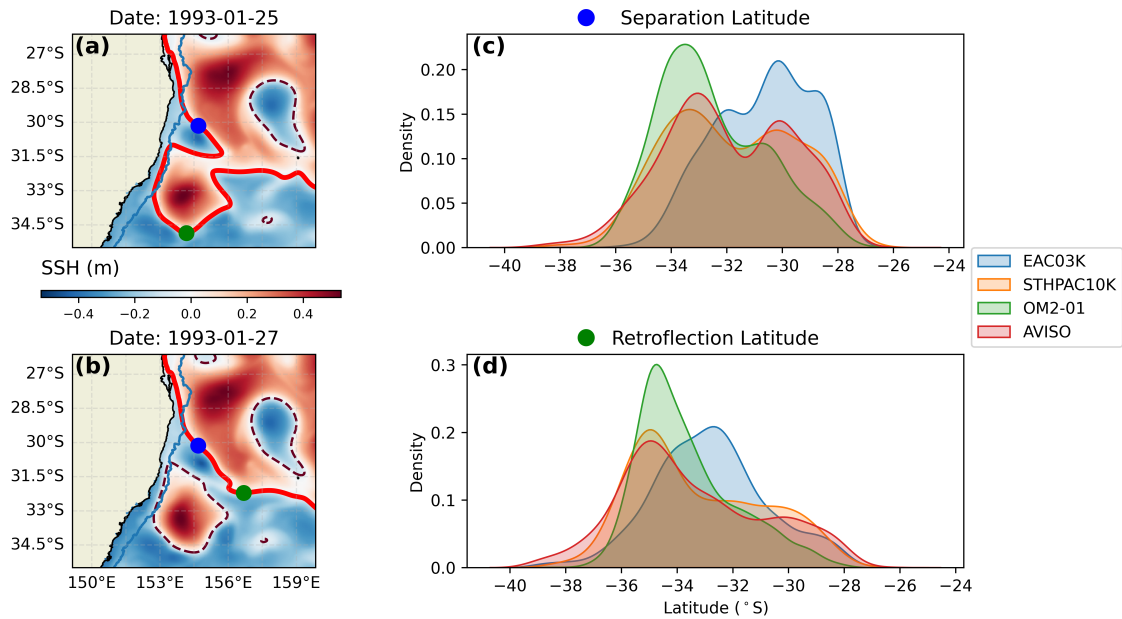 Date: 1993-01-25
(a)
27°S
28.5°S
30°S
31.5°S
33°S
34.5°S
SSH (m)
−0.4 −0.2 0.0 0.2 0.4
Date: 1993-01-27
(b)
27°S
28.5°S
30°S
31.5°S
33°S
34.5°S
150°E 153°E 156°E 159°E
Separation Latitude
(c)
Density
0.20
0.15
0.10
0.05
0.00
−40 −38 −36 −34 −32 −30 −28 −26 −24
EAC03K
STHPAC10K
OM2-01
AVISO
Retroflection Latitude
(d)
Density
0.3
0.2
0.1
0.0
−40 −38 −36 −34 −32 −30 −28 −26 −24
Latitude (°S)